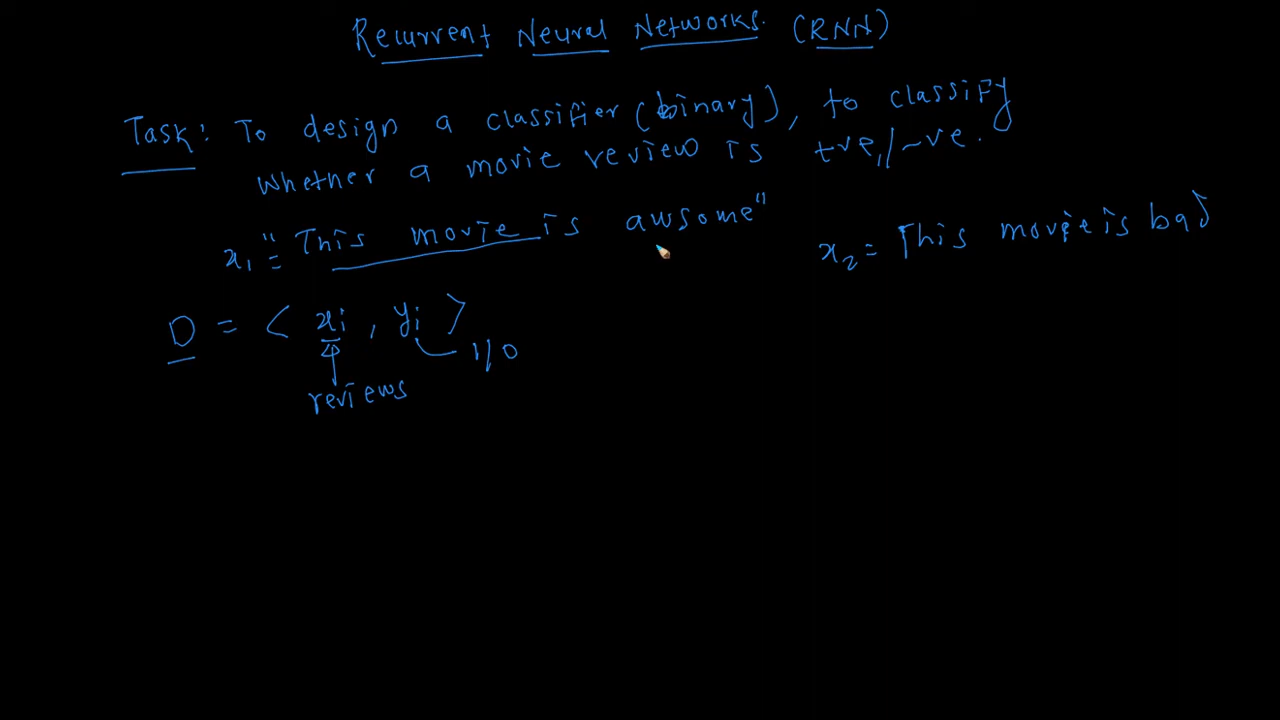 Recurrent Neural Networks. (RNN)
Task: To design a classifier (binary), to classify
whether a movie review is +ve/-ve.
x₁ = "This movie is awsome"
x₂ = This movie is bad
D = < xᵢ, yᵢ >
1/0
reviews